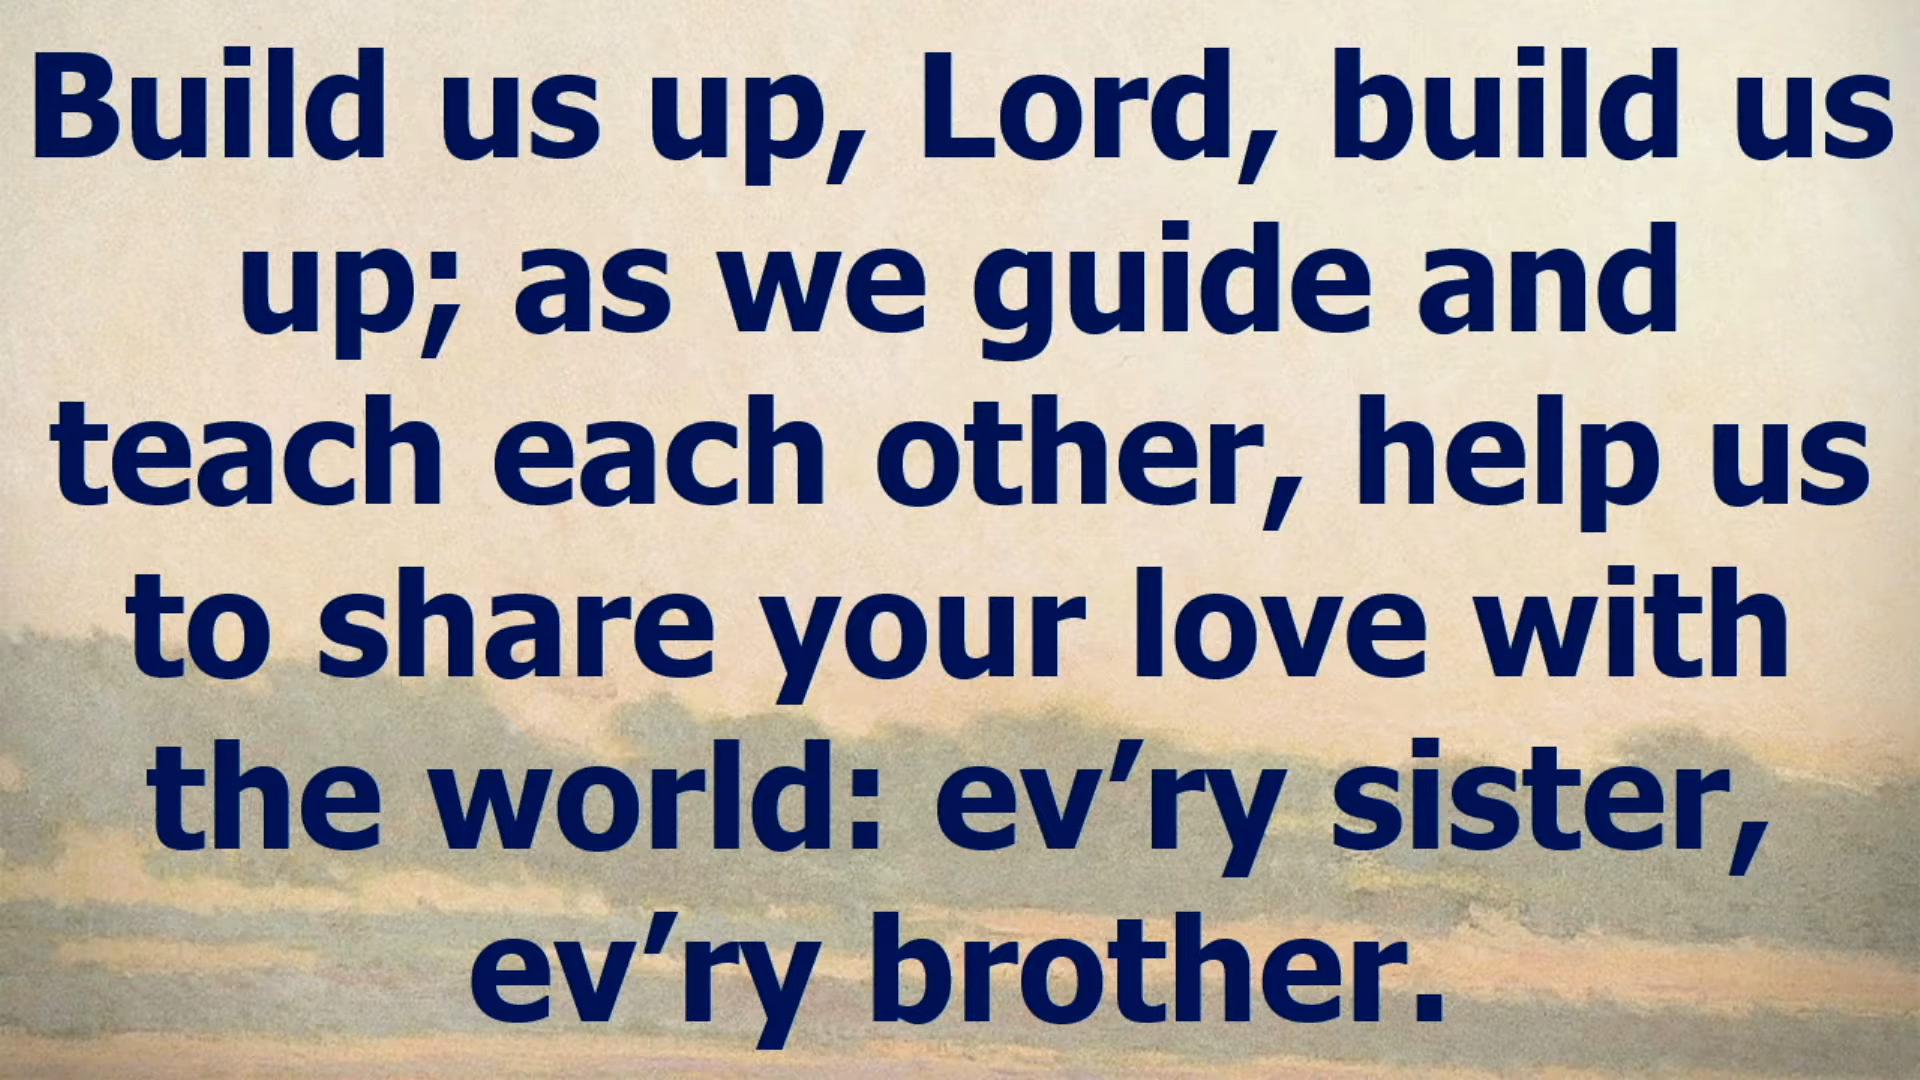 Build us up, Lord, build us
up; as we guide and
teach each other, help us
to share your love with
the world: ev’ry sister,
ev’ry brother.